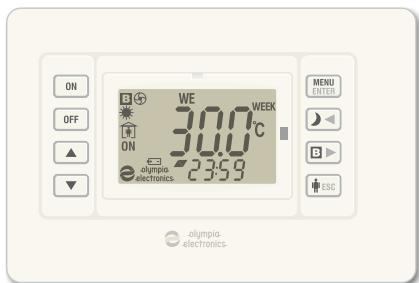 ON
OFF
B
WE
WEEK
30.0 °C
ON
olympia
electronics
23:59
MENU
ENTER
B
ESC
olympia
electronics